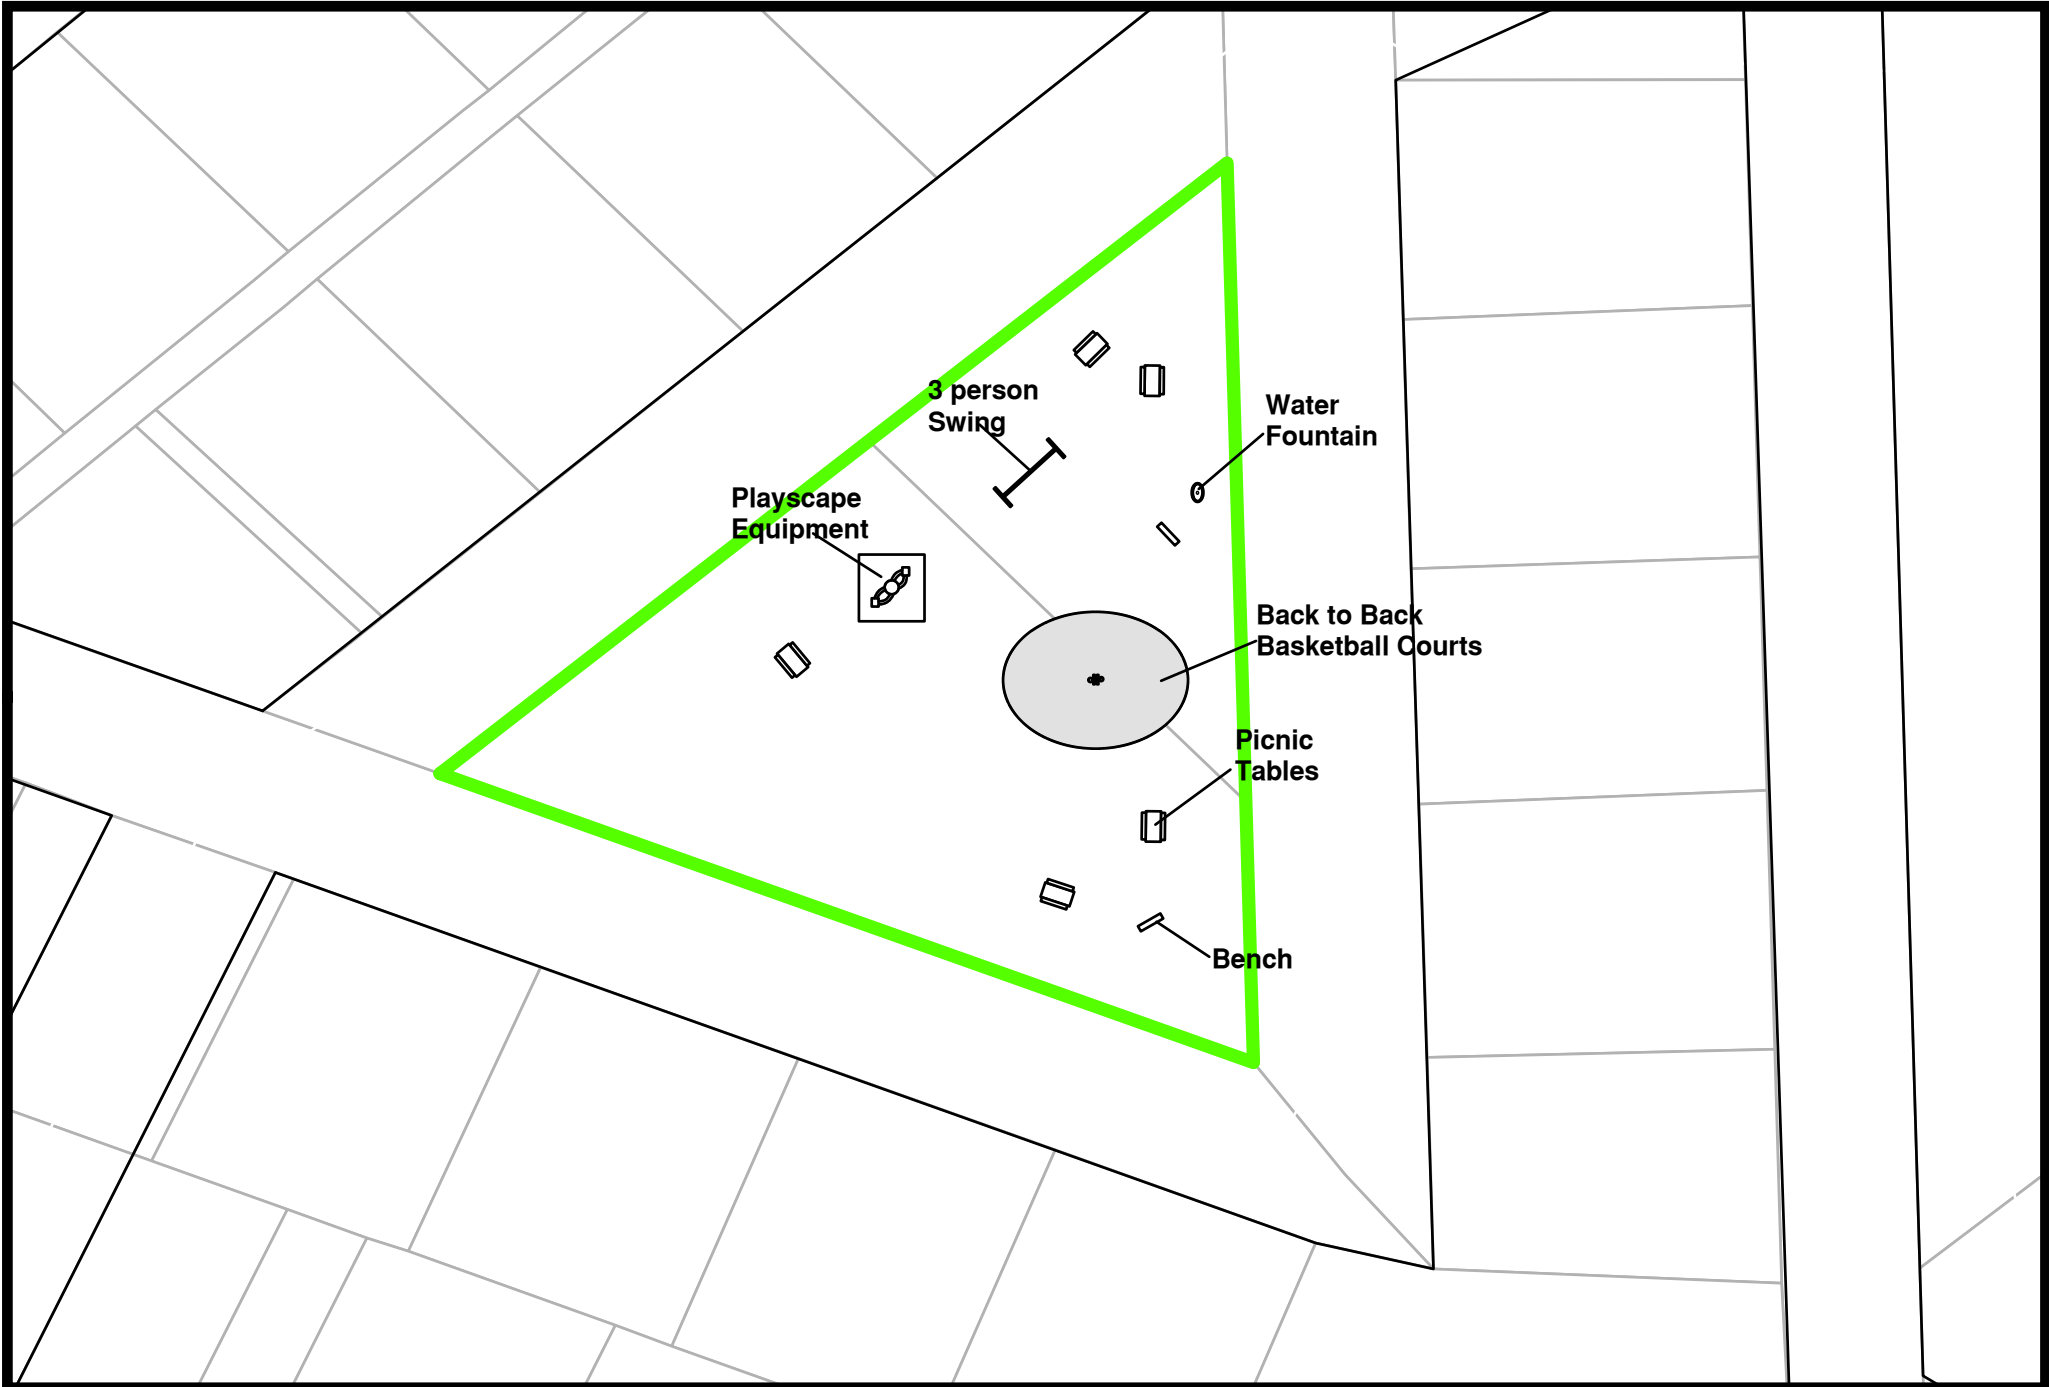 3 person
Swing
Water
Fountain
Playscape
Equipment
Back to Back
Basketball Courts
Picnic
Tables
Bench